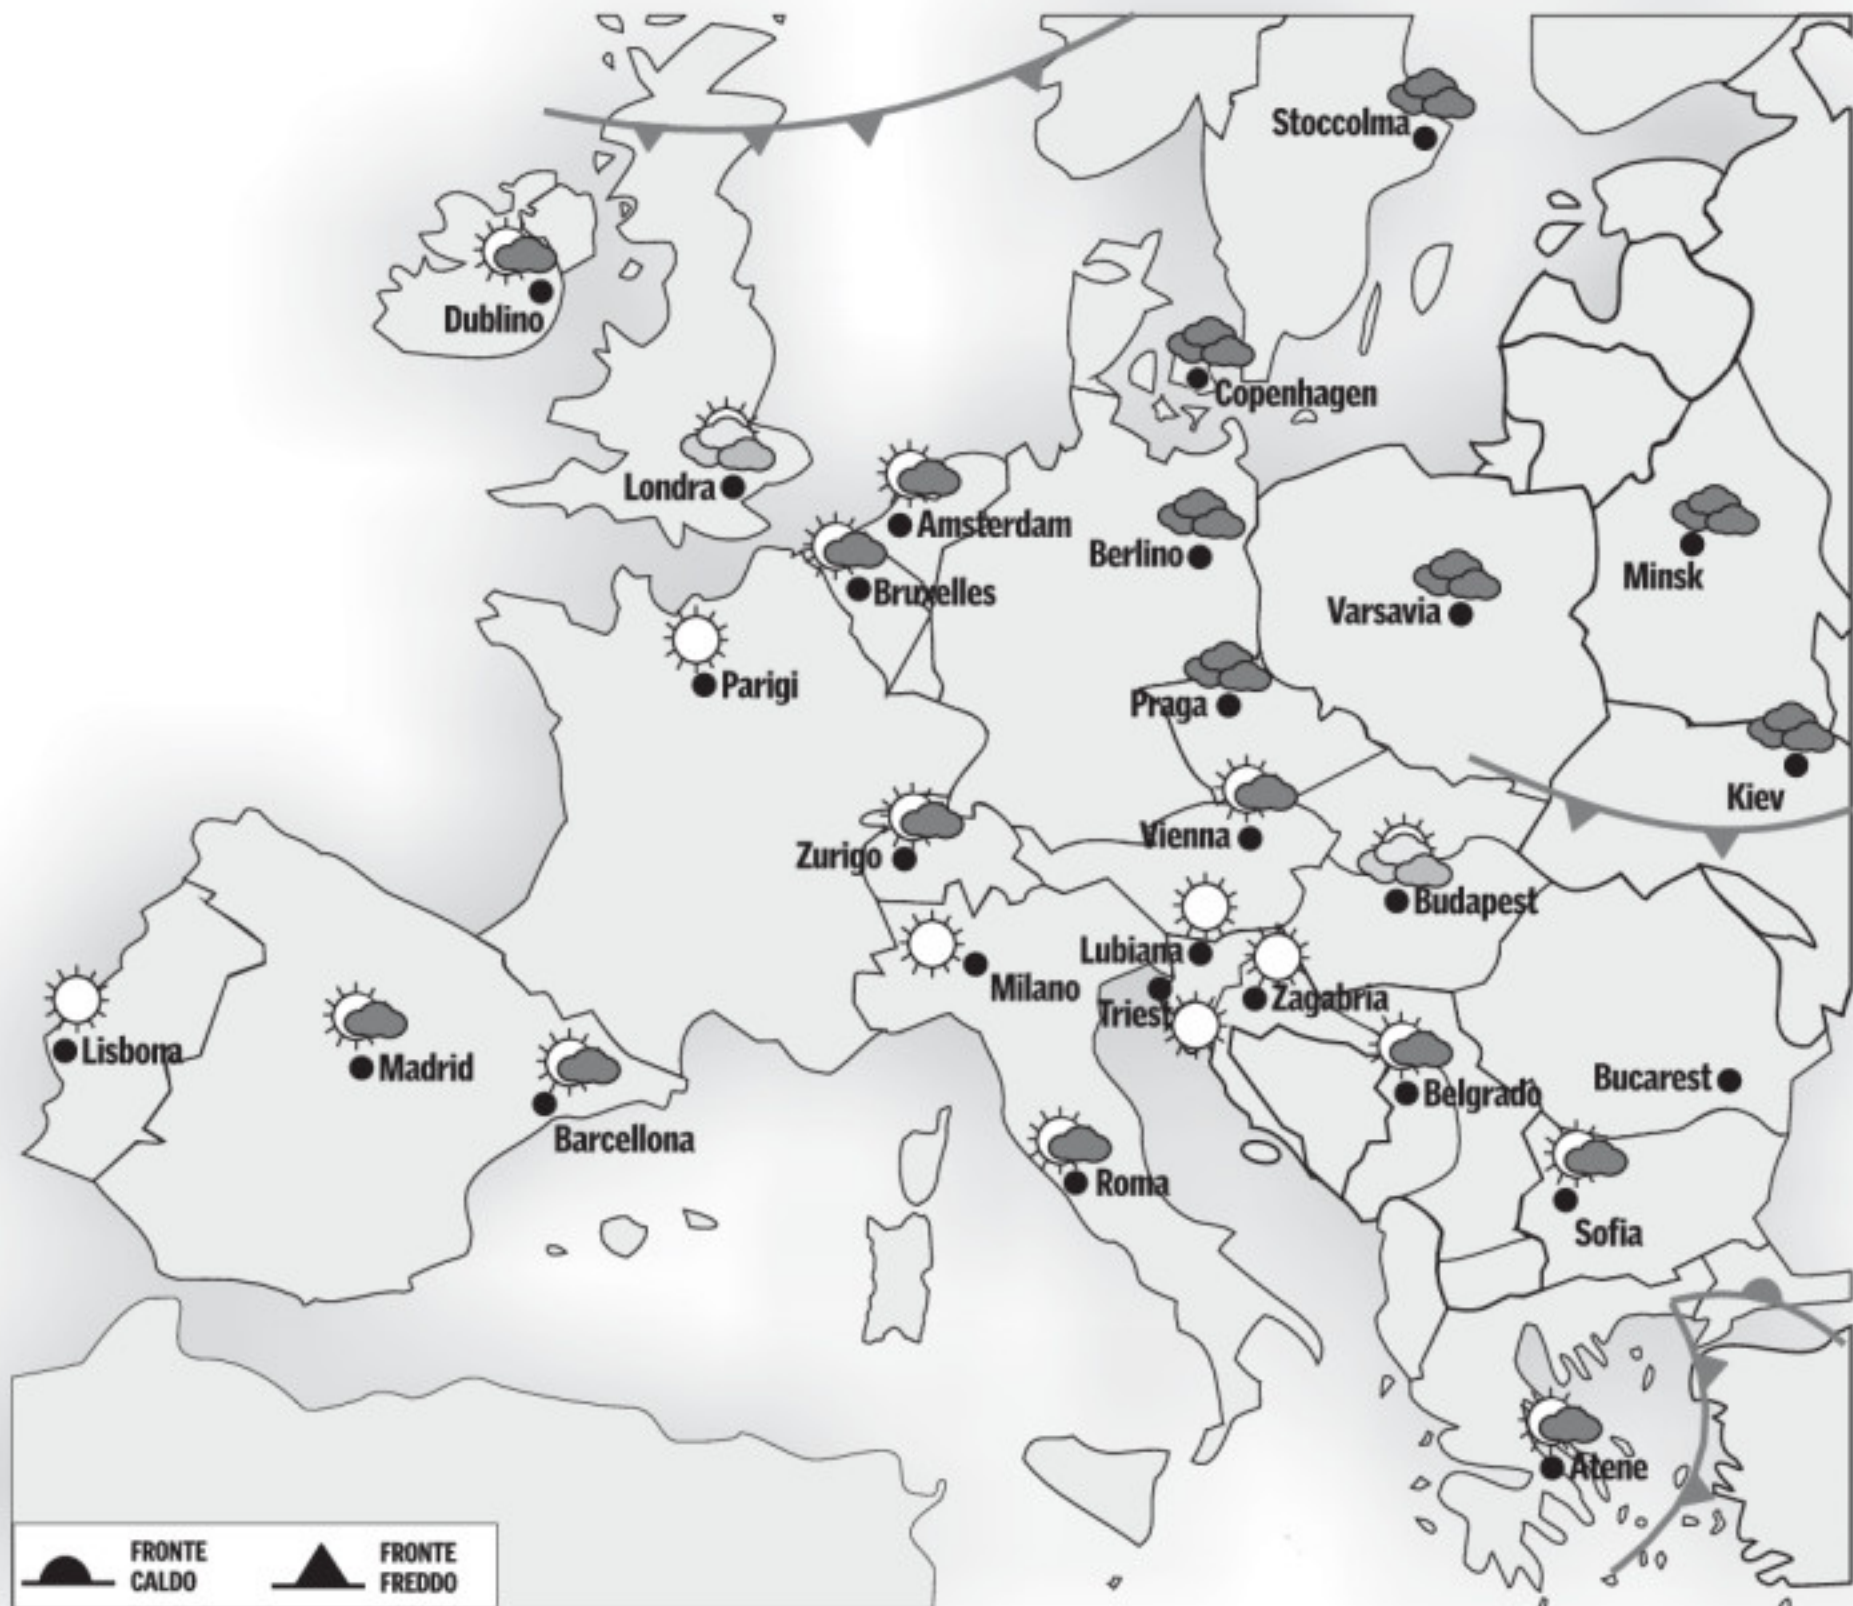 Stoccolma
Dublino
Copenhagen
Londra
Amsterdam
Berlino
Bruxelles
Minsk
Varsavia
Parigi
Praga
Kiev
Vienna
Zurigo
Budapest
Lubiana
Milano
Zagabria
Triest
Lisbona
Madrid
Bucarest
Belgrado
Barcellona
Roma
Sofia
Atene
FRONTE
CALDO
FRONTE
FREDDO